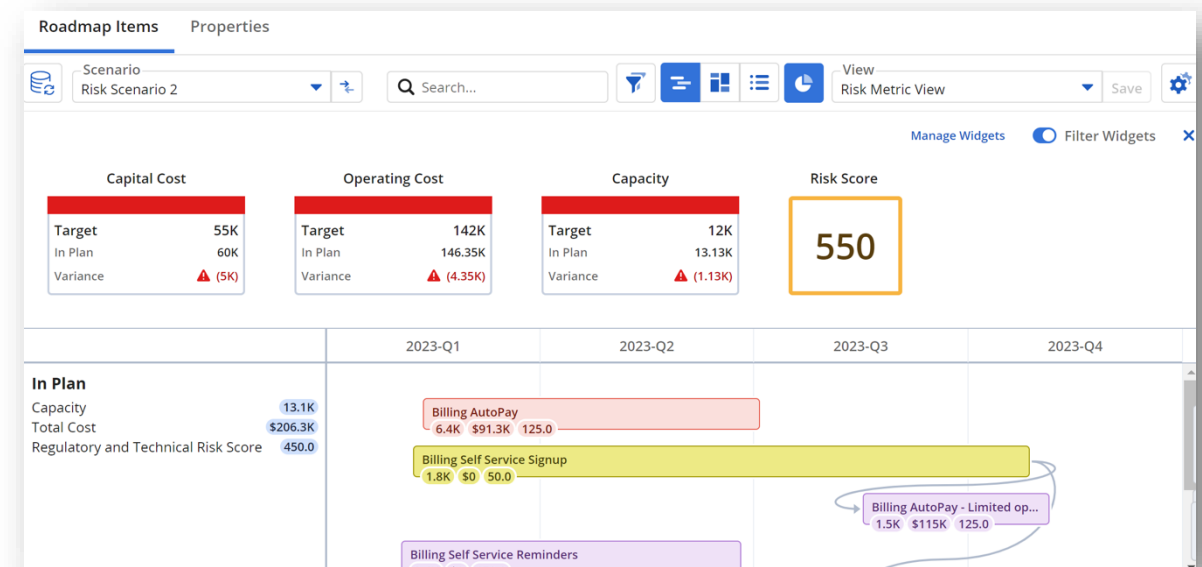 Roadmap Items Properties
Scenario
Risk Scenario 2
Search...
View
Risk Metric View
Save
Manage Widgets Filter Widgets
Capital Cost
Target 55K
In Plan 60K
Variance (5K)
Operating Cost
Target 142K
In Plan 146.35K
Variance (4.35K)
Capacity
Target 12K
In Plan 13.13K
Variance (1.13K)
Risk Score
550
2023-Q1 2023-Q2 2023-Q3 2023-Q4
In Plan
Capacity 13.1K
Total Cost $206.3K
Regulatory and Technical Risk Score 450.0
Billing AutoPay
6.4K $91.3K 125.0
Billing Self Service Signup
1.8K $0 50.0
Billing AutoPay - Limited op...
1.5K $115K 125.0
Billing Self Service Reminders